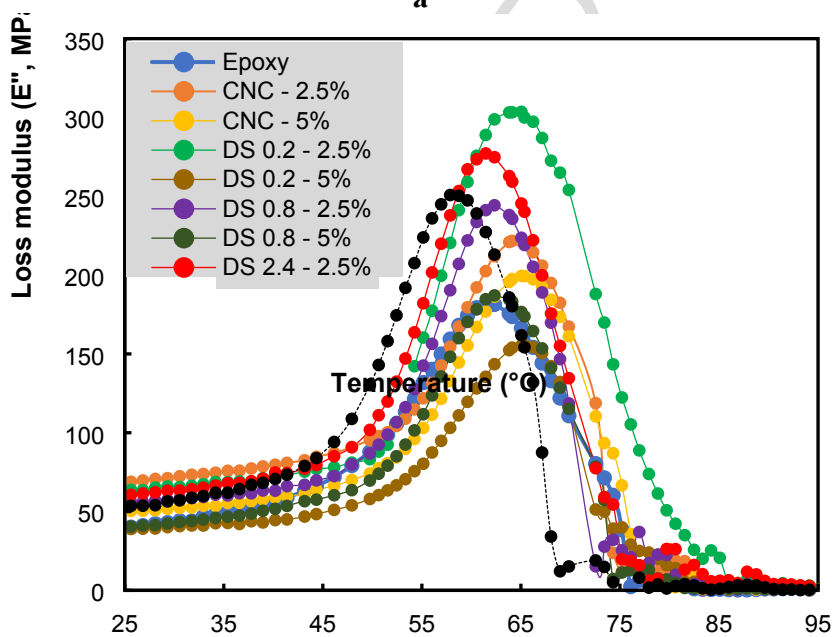 a
Loss modulus (E", MPa
350
300
250
200
150
100
50
0
Epoxy
CNC - 2.5%
CNC - 5%
DS 0.2 - 2.5%
DS 0.2 - 5%
DS 0.8 - 2.5%
DS 0.8 - 5%
DS 2.4 - 2.5%
Temperature (°C)
25 35 45 55 65 75 85 95